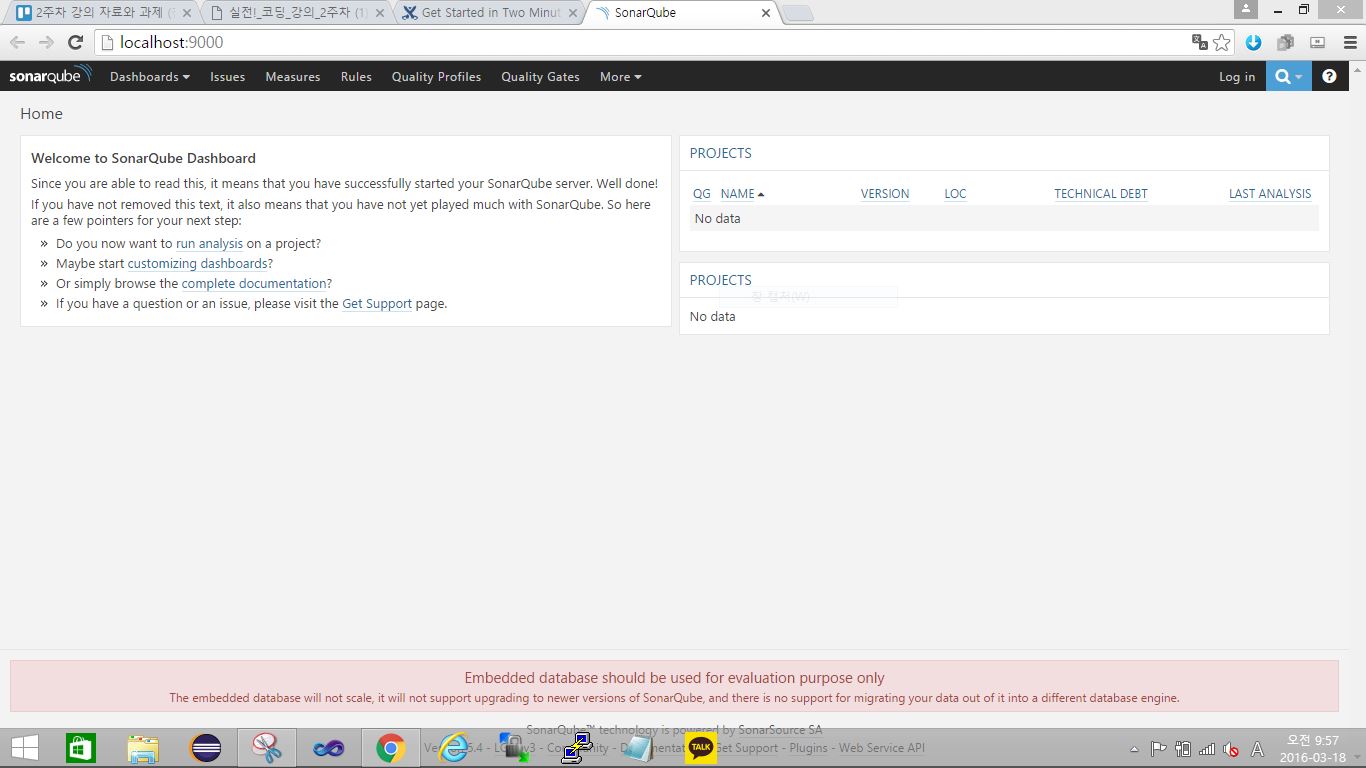 2주차 강의 자료와 과제
실전!_코딩_강의_2주차 (1)
Get Started in Two Minut
SonarQube
localhost:9000
sonarqube
Dashboards
Issues
Measures
Rules
Quality Profiles
Quality Gates
More
Log in
Home
Welcome to SonarQube Dashboard
Since you are able to read this, it means that you have successfully started your SonarQube server. Well done!
If you have not removed this text, it also means that you have not yet played much with SonarQube. So here
are a few pointers for your next step:
» Do you now want to run analysis on a project?
» Maybe start customizing dashboards?
» Or simply browse the complete documentation?
» If you have a question or an issue, please visit the Get Support page.
PROJECTS
QG NAME VERSION LOC TECHNICAL DEBT LAST ANALYSIS
No data
PROJECTS
창 캡처(W)
No data
Embedded database should be used for evaluation purpose only
The embedded database will not scale, it will not support upgrading to newer versions of SonarQube, and there is no support for migrating your data out of it into a different database engine.
SonarQube™ technology is powered by SonarSource SA
5.4 - v3 - Get Support - Plugins - Web Service API
TALK
A
오전 9:57
2016-03-18